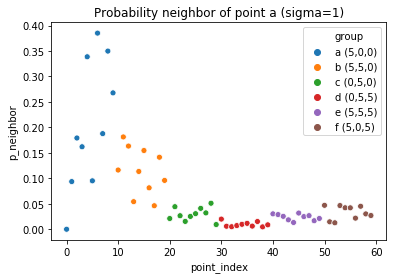 Probability neighbor of point a (sigma=1)
0.40
0.35
0.30
0.25
0.20
0.15
0.10
0.05
0.00
p_neighbor
group
a (5,0,0)
b (5,5,0)
c (0,5,0)
d (0,5,5)
e (5,5,5)
f (5,0,5)
0 10 20 30 40 50 60
point_index